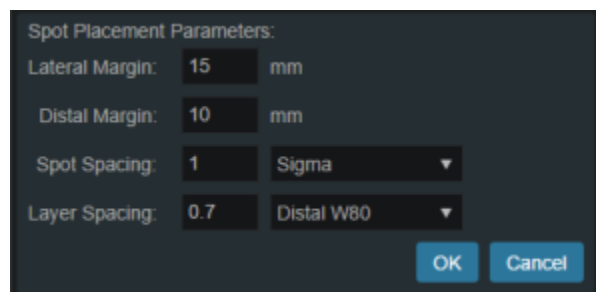 Spot Placement Parameters:
Lateral Margin: 15 mm
Distal Margin: 10 mm
Spot Spacing: 1 Sigma
Layer Spacing: 0.7 Distal W80
OK Cancel